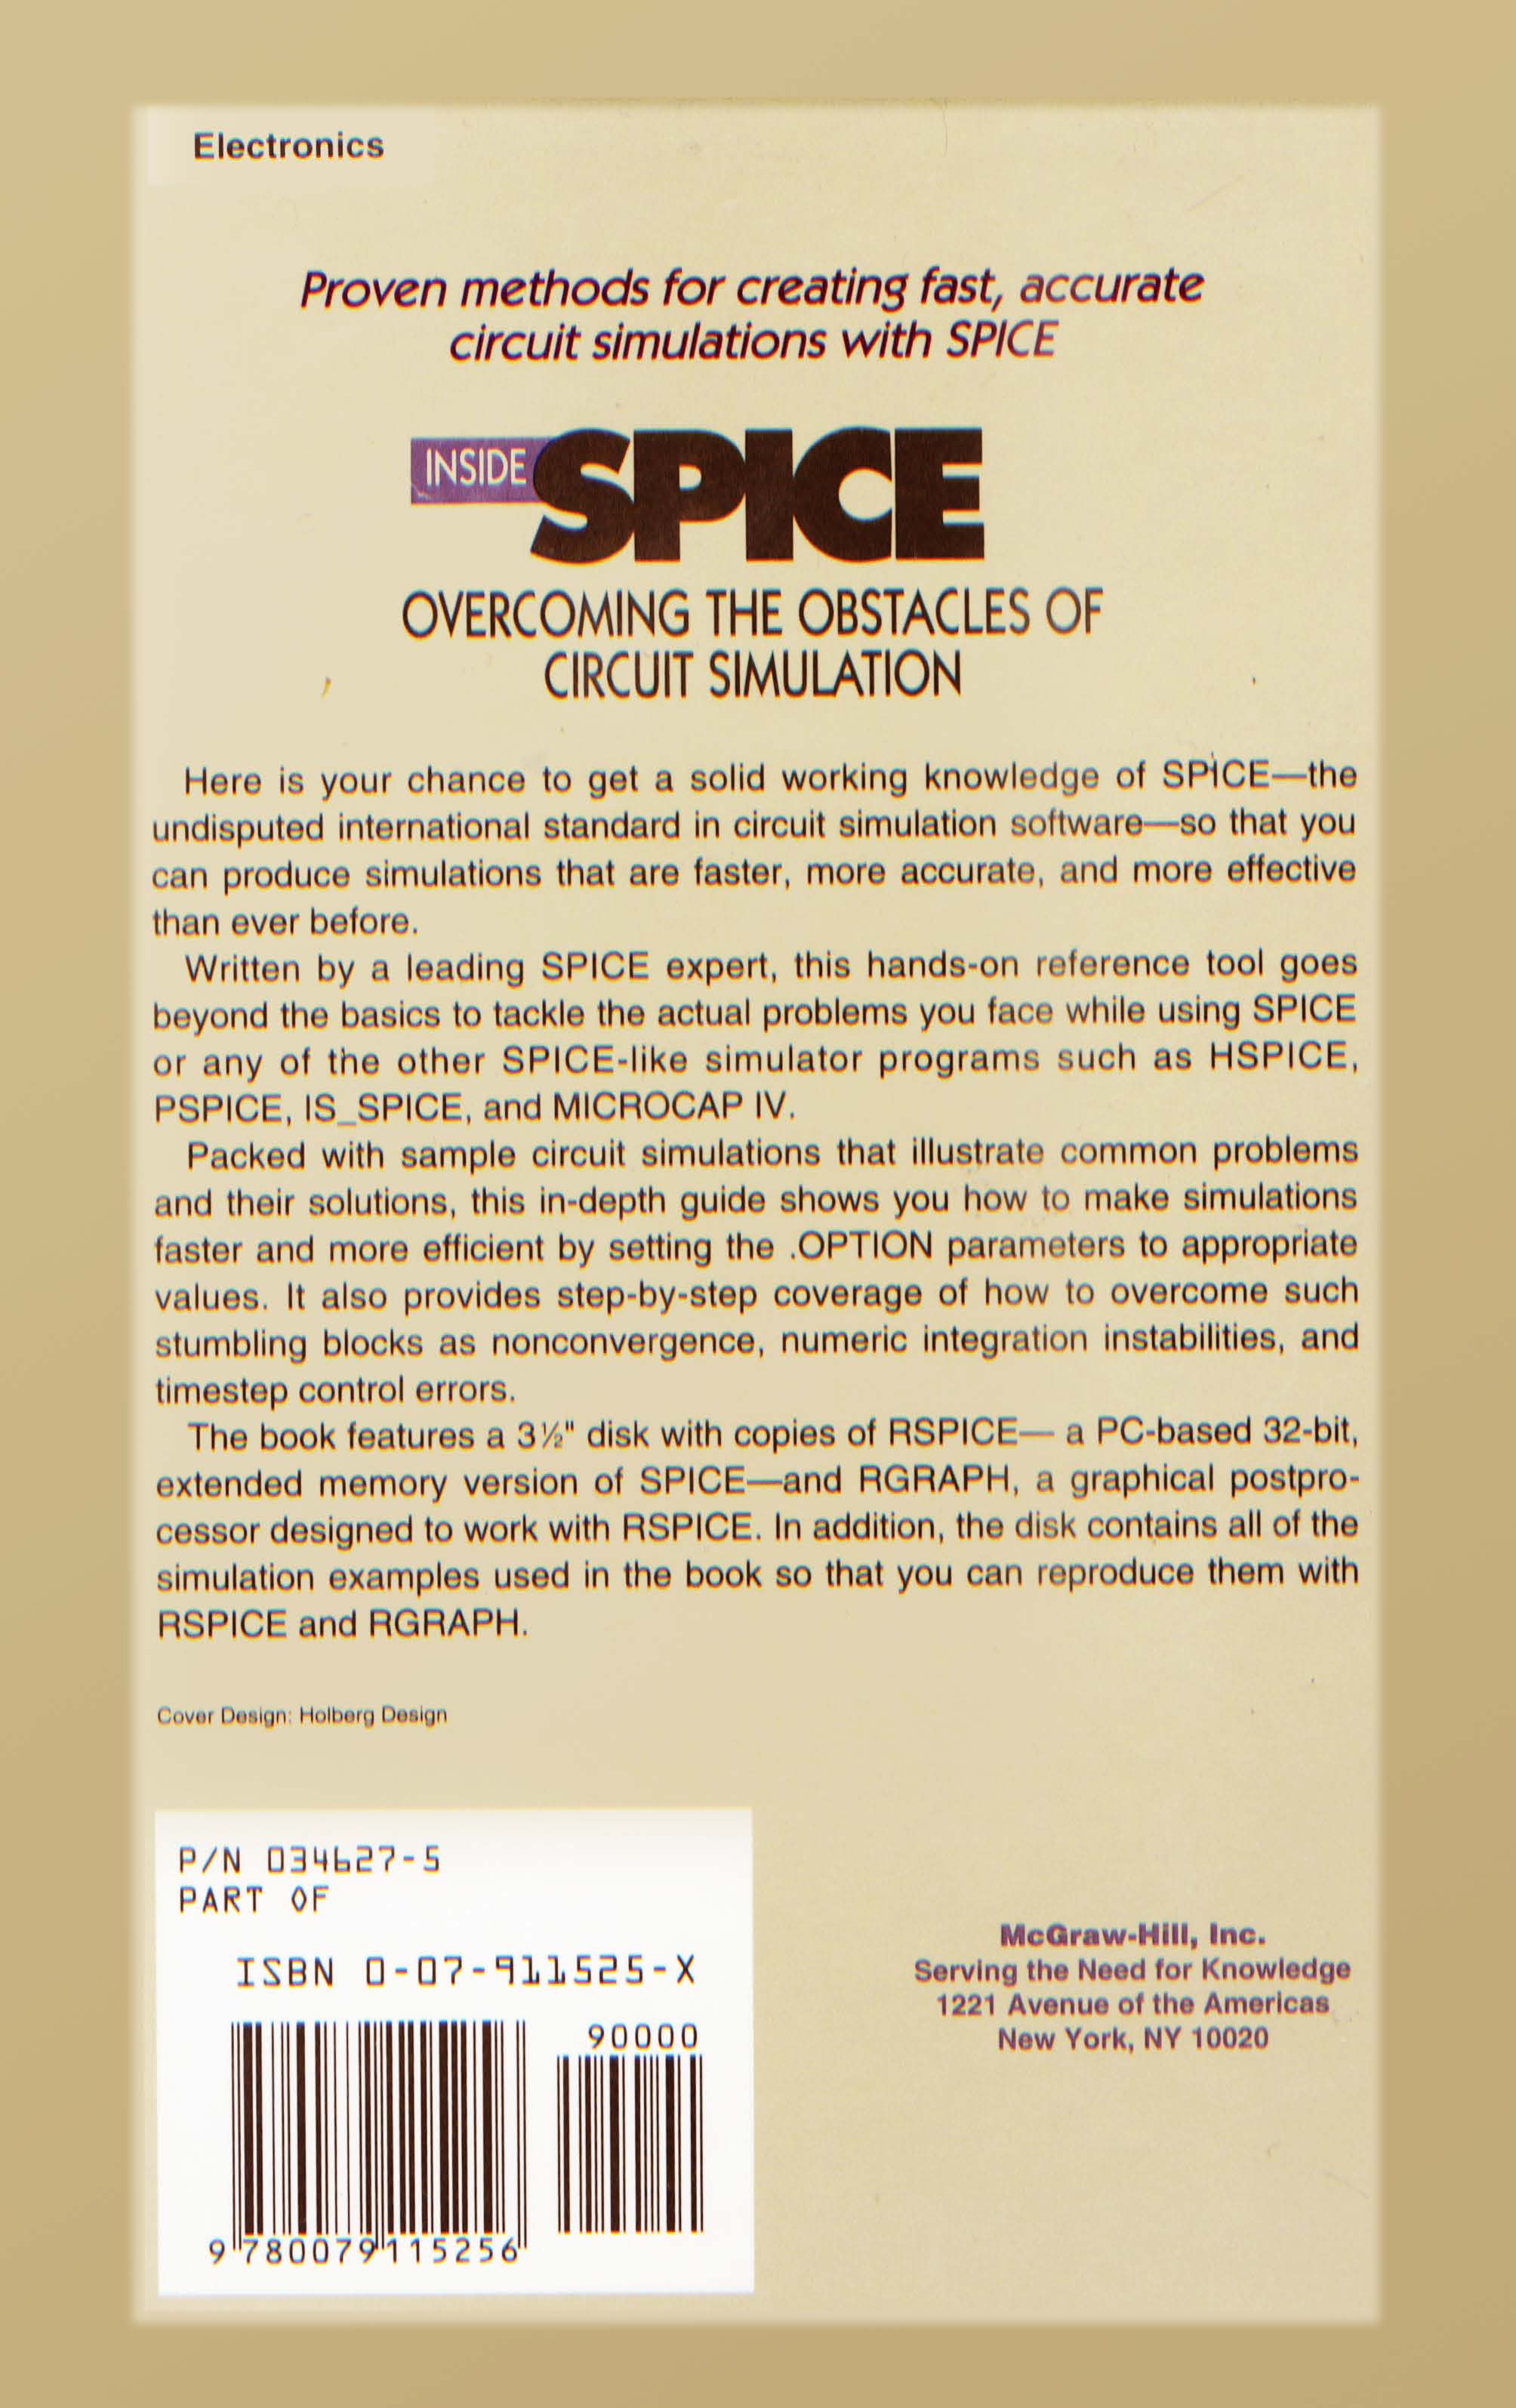 Electronics
Proven methods for creating fast, accurate
circuit simulations with SPICE
INSIDE SPICE
OVERCOMING THE OBSTACLES OF
CIRCUIT SIMULATION
Here is your chance to get a solid working knowledge of SPICE—the
undisputed international standard in circuit simulation software—so that you
can produce simulations that are faster, more accurate, and more effective
than ever before.
Written by a leading SPICE expert, this hands-on reference tool goes
beyond the basics to tackle the actual problems you face while using SPICE
or any of the other SPICE-like simulator programs such as HSPICE,
PSPICE, IS_SPICE, and MICROCAP IV.
Packed with sample circuit simulations that illustrate common problems
and their solutions, this in-depth guide shows you how to make simulations
faster and more efficient by setting the .OPTION parameters to appropriate
values. It also provides step-by-step coverage of how to overcome such
stumbling blocks as nonconvergence, numeric integration instabilities, and
timestep control errors.
The book features a 3½" disk with copies of RSPICE— a PC-based 32-bit,
extended memory version of SPICE—and RGRAPH, a graphical postpro-
cessor designed to work with RSPICE. In addition, the disk contains all of the
simulation examples used in the book so that you can reproduce them with
RSPICE and RGRAPH.
Cover Design: Holberg Design
P/N 034627-5
PART OF
ISBN 0-07-911525-X
90000
9 780079 115256
McGraw-Hill, Inc.
Serving the Need for Knowledge
1221 Avenue of the Americas
New York, NY 10020